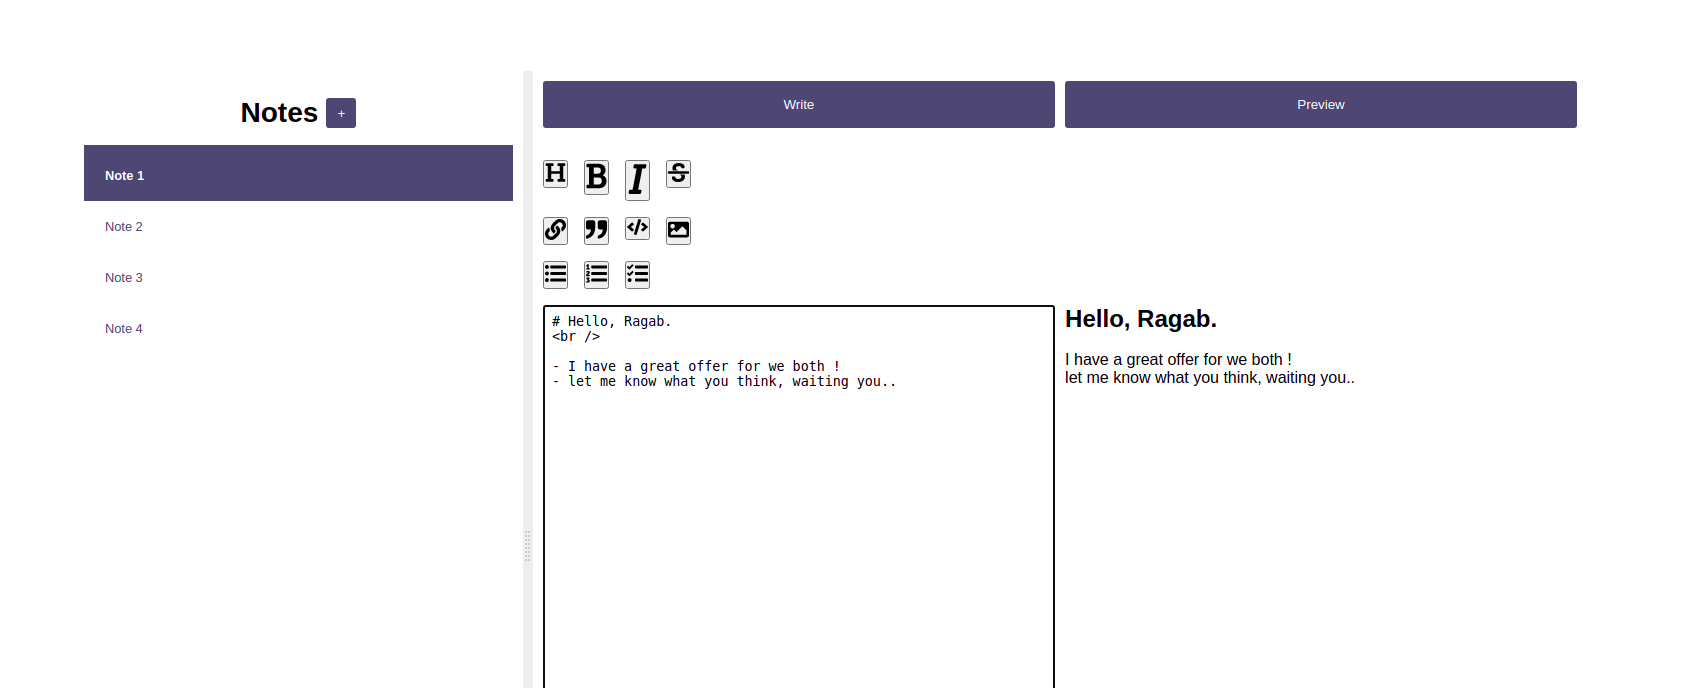 Notes +
Note 1
Note 2
Note 3
Note 4
Write
Preview
# Hello, Ragab.
<br />
- I have a great offer for we both !
- let me know what you think, waiting you..
Hello, Ragab.
I have a great offer for we both !
let me know what you think, waiting you..